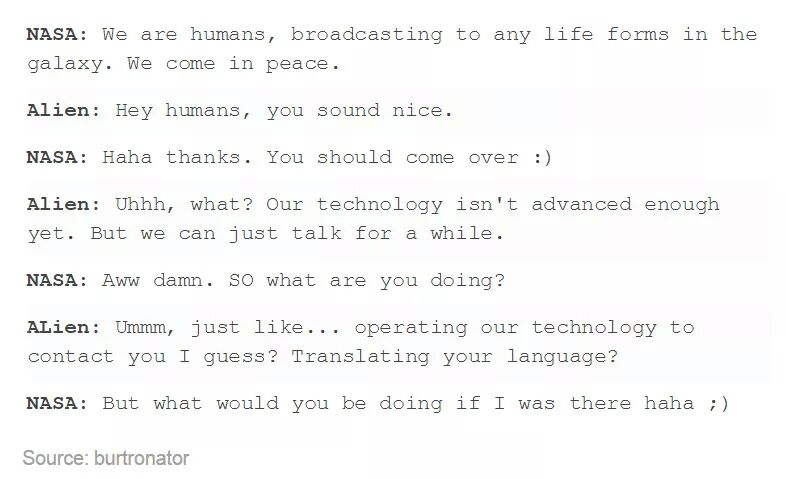 NASA: We are humans, broadcasting to any life forms in the
galaxy. We come in peace.
Alien: Hey humans, you sound nice.
NASA: Haha thanks. You should come over :)
Alien: Uhhh, what? Our technology isn't advanced enough
yet. But we can just talk for a while.
NASA: Aww damn. SO what are you doing?
ALien: Ummm, just like... operating our technology to
contact you I guess? Translating your language?
NASA: But what would you be doing if I was there haha ;)
Source: burtronator